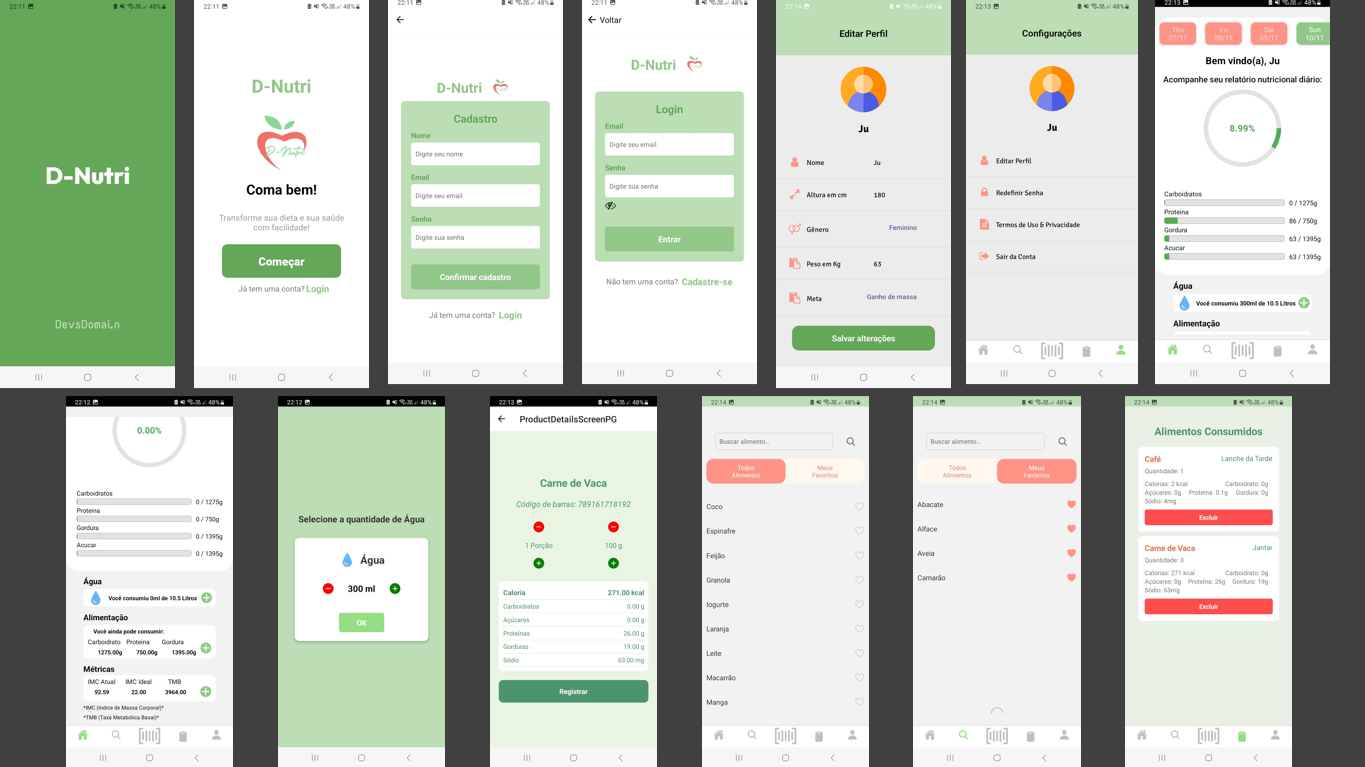 22:11
48%
D-Nutri
DevsDomain
22:11
48%
D-Nutri
D-Nutri
Coma bem!
Transforme sua dieta e sua saúde
com facilidade!
Começar
Já tem uma conta? Login
22:11
48%
D-Nutri
Cadastro
Nome
Digite seu nome
Email
Digite seu email
Senha
Digite sua senha
Confirmar cadastro
Já tem uma conta? Login
22:11
48%
Voltar
D-Nutri
Login
Email
Digite seu email
Senha
Digite sua senha
Entrar
Não tem uma conta? Cadastre-se
22:14
48%
Editar Perfil
Ju
Nome Ju
Altura em cm 180
Gênero Feminino
Peso em Kg 63
Meta Ganho de massa
Salvar alterações
22:13
48%
Configurações
Ju
Editar Perfil
Redefinir Senha
Termos de Uso & Privacidade
Sair da Conta
22:13
48%
Thu
07/11
Fri
08/11
Sat
09/11
Sun
10/11
Bem vindo(a), Ju
Acompanhe seu relatório nutricional diário:
8.99%
Carboidratos
0 / 1275g
Proteina
86 / 750g
Gordura
63 / 1395g
Acucar
63 / 1395g
Água
Você consumiu 300ml de 10.5 Litros
Alimentação
22:12
48%
0.00%
Carboidratos
0 / 1275g
Proteina
0 / 750g
Gordura
0 / 1395g
Acucar
0 / 1395g
Água
Você consumiu 0ml de 10.5 Litros
Alimentação
Você ainda pode consumir:
Carboidrato Proteina Gordura
1275.00g 750.00g 1395.00g
Métricas
IMC Atual IMC Ideal TMB
92.59 22.00 3964.00
*IMC (Indice de Massa Corporal)*
*TMB (Taxa Metabólica Basal)*
22:12
48%
Selecione a quantidade de Água
Água
300 ml
OK
22:13
48%
ProductDetailsScreenPG
Carne de Vaca
Código de barras: 789161718192
1 Porção 100 g
Caloria 271.00 kcal
Carboidratos 0.00 g
Açúcares 0.00 g
Proteínas 26.00 g
Gorduras 19.00 g
Sódio 63.00 mg
Registrar
22:14
48%
Buscar alimento...
Todos
Alimentos
Meus
Favoritos
Coco
Espinafre
Feijão
Granola
Iogurte
Laranja
Leite
Macarrão
Manga
22:14
48%
Buscar alimento...
Todos
Alimentos
Meus
Favoritos
Abacate
Alface
Aveia
Camarão
22:14
48%
Alimentos Consumidos
Café Lanche da Tarde
Quantidade: 1
Calorias: 2 kcal Carboidrato: 0g
Açúcares: 0g Proteina: 0.1g Gordura: 0g
Sódio: 4mg
Excluir
Carne de Vaca Jantar
Quantidade: 3
Calorias: 271 kcal Carboidrato: 0g
Açúcares: 0g Proteina: 26g Gordura: 19g
Sódio: 63mg
Excluir